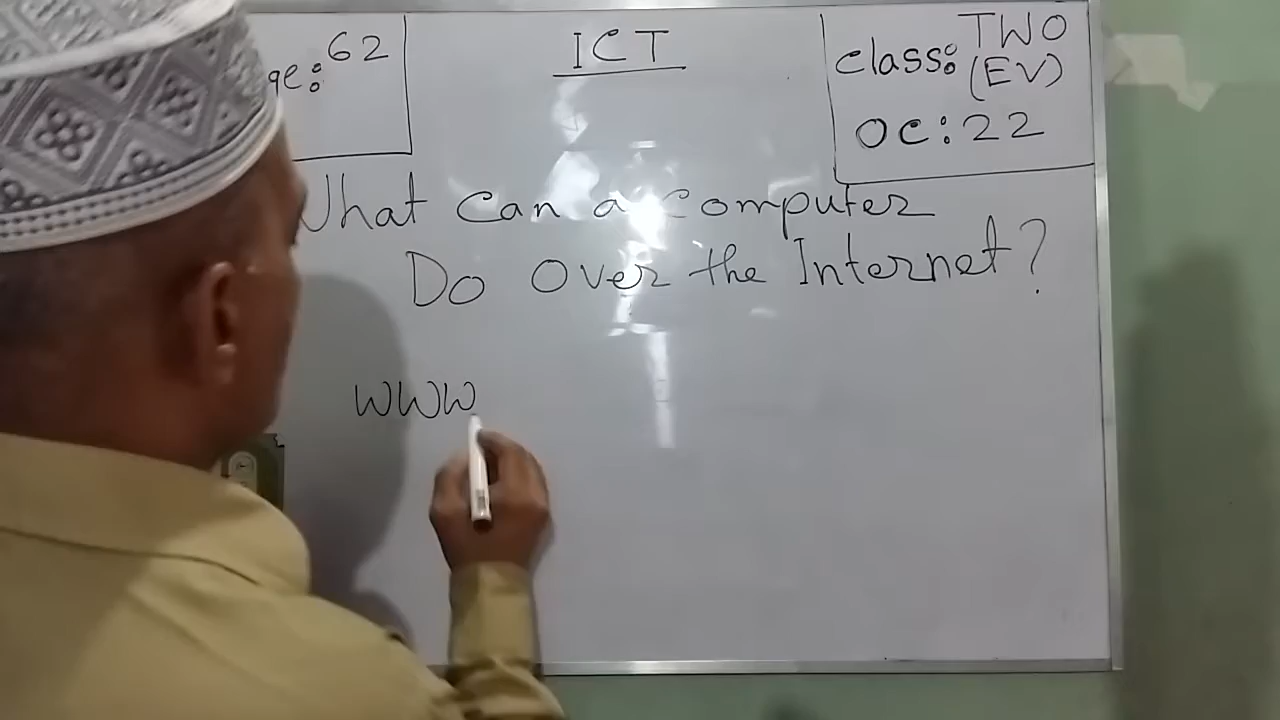 ge: 62
ICT
class: TWO
(EV)
OC: 22
What can a computer
Do Over the Internet?
WWW